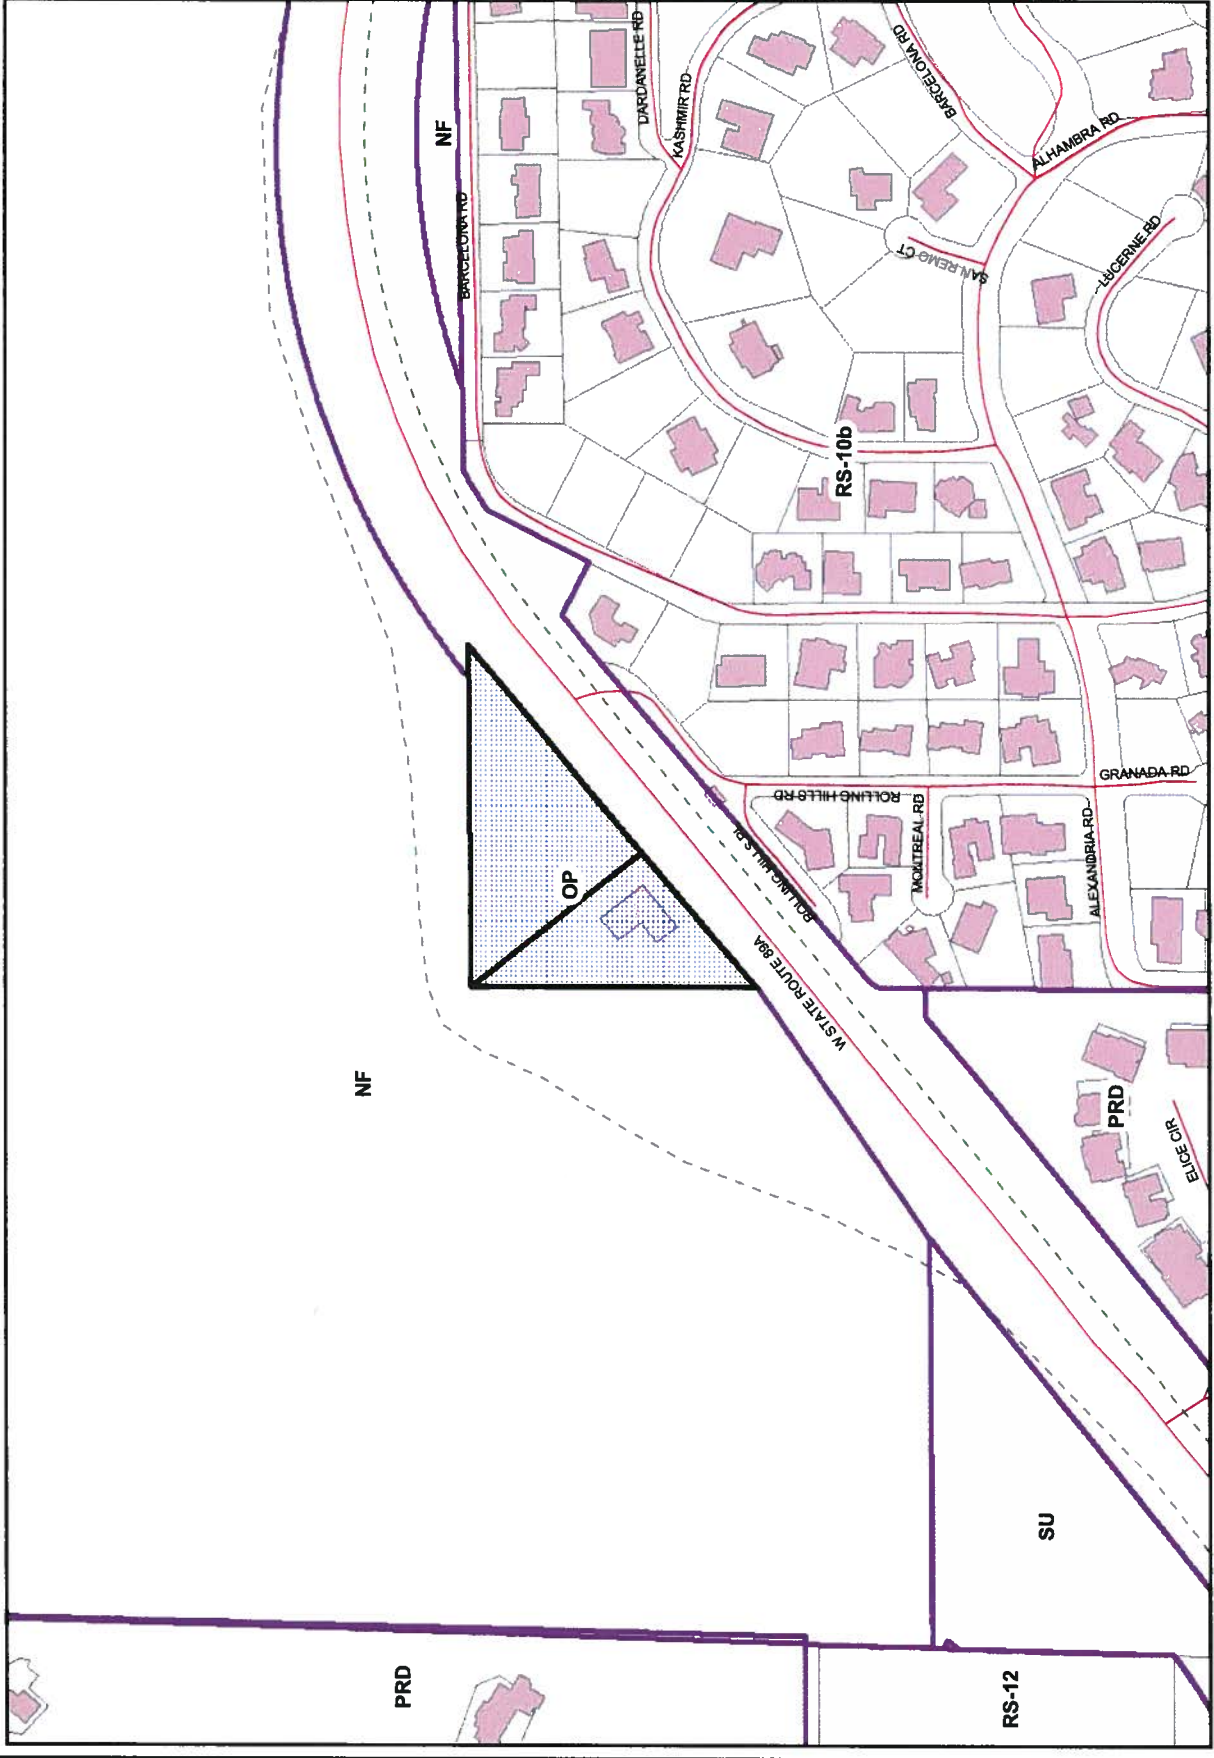 DARDANELLE RD
KASHMIR RD
BARCELONA RD
ALHAMBRA RD
NF
BARCELONA RD
SAN REMO CT
LUCERNE RD
RS-10b
GRANADA RD
ROLLING HILLS RD
MONTREAL RD
ALEXANDRIA RD
ROLLING HILLS PL
OP
W STATE ROUTE 89A
NF
PRD
ELICE CIR
SU
PRD
RS-12